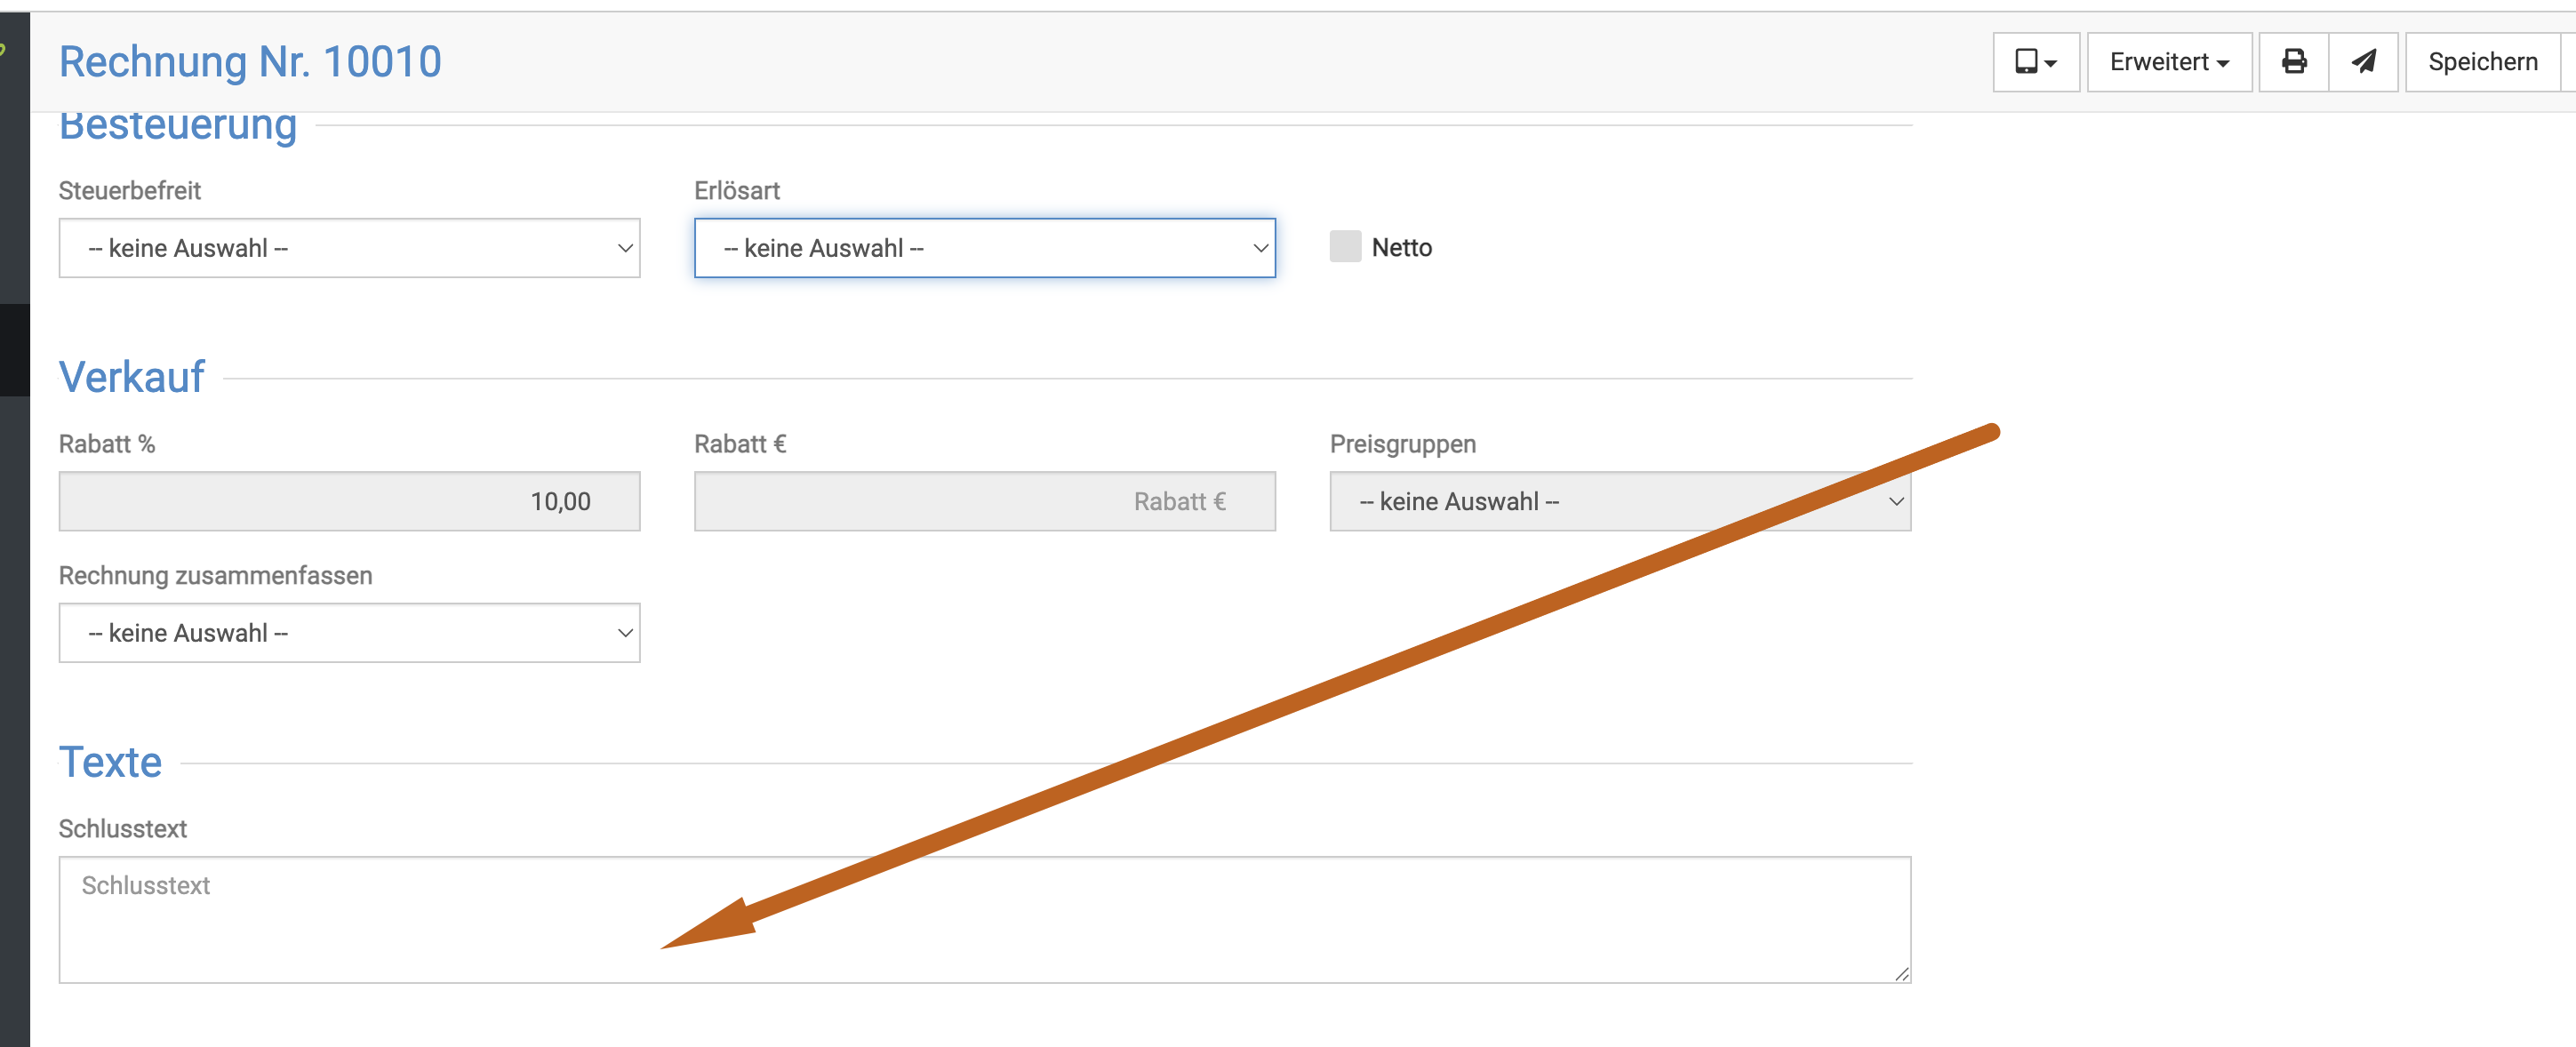 Rechnung Nr. 10010
Erweitert
Speichern
Besteuerung
Steuerbefreit
Erlösart
-- keine Auswahl --
-- keine Auswahl --
Netto
Verkauf
Rabatt %
Rabatt €
Preisgruppen
10,00
Rabatt €
-- keine Auswahl --
Rechnung zusammenfassen
-- keine Auswahl --
Texte
Schlusstext
Schlusstext